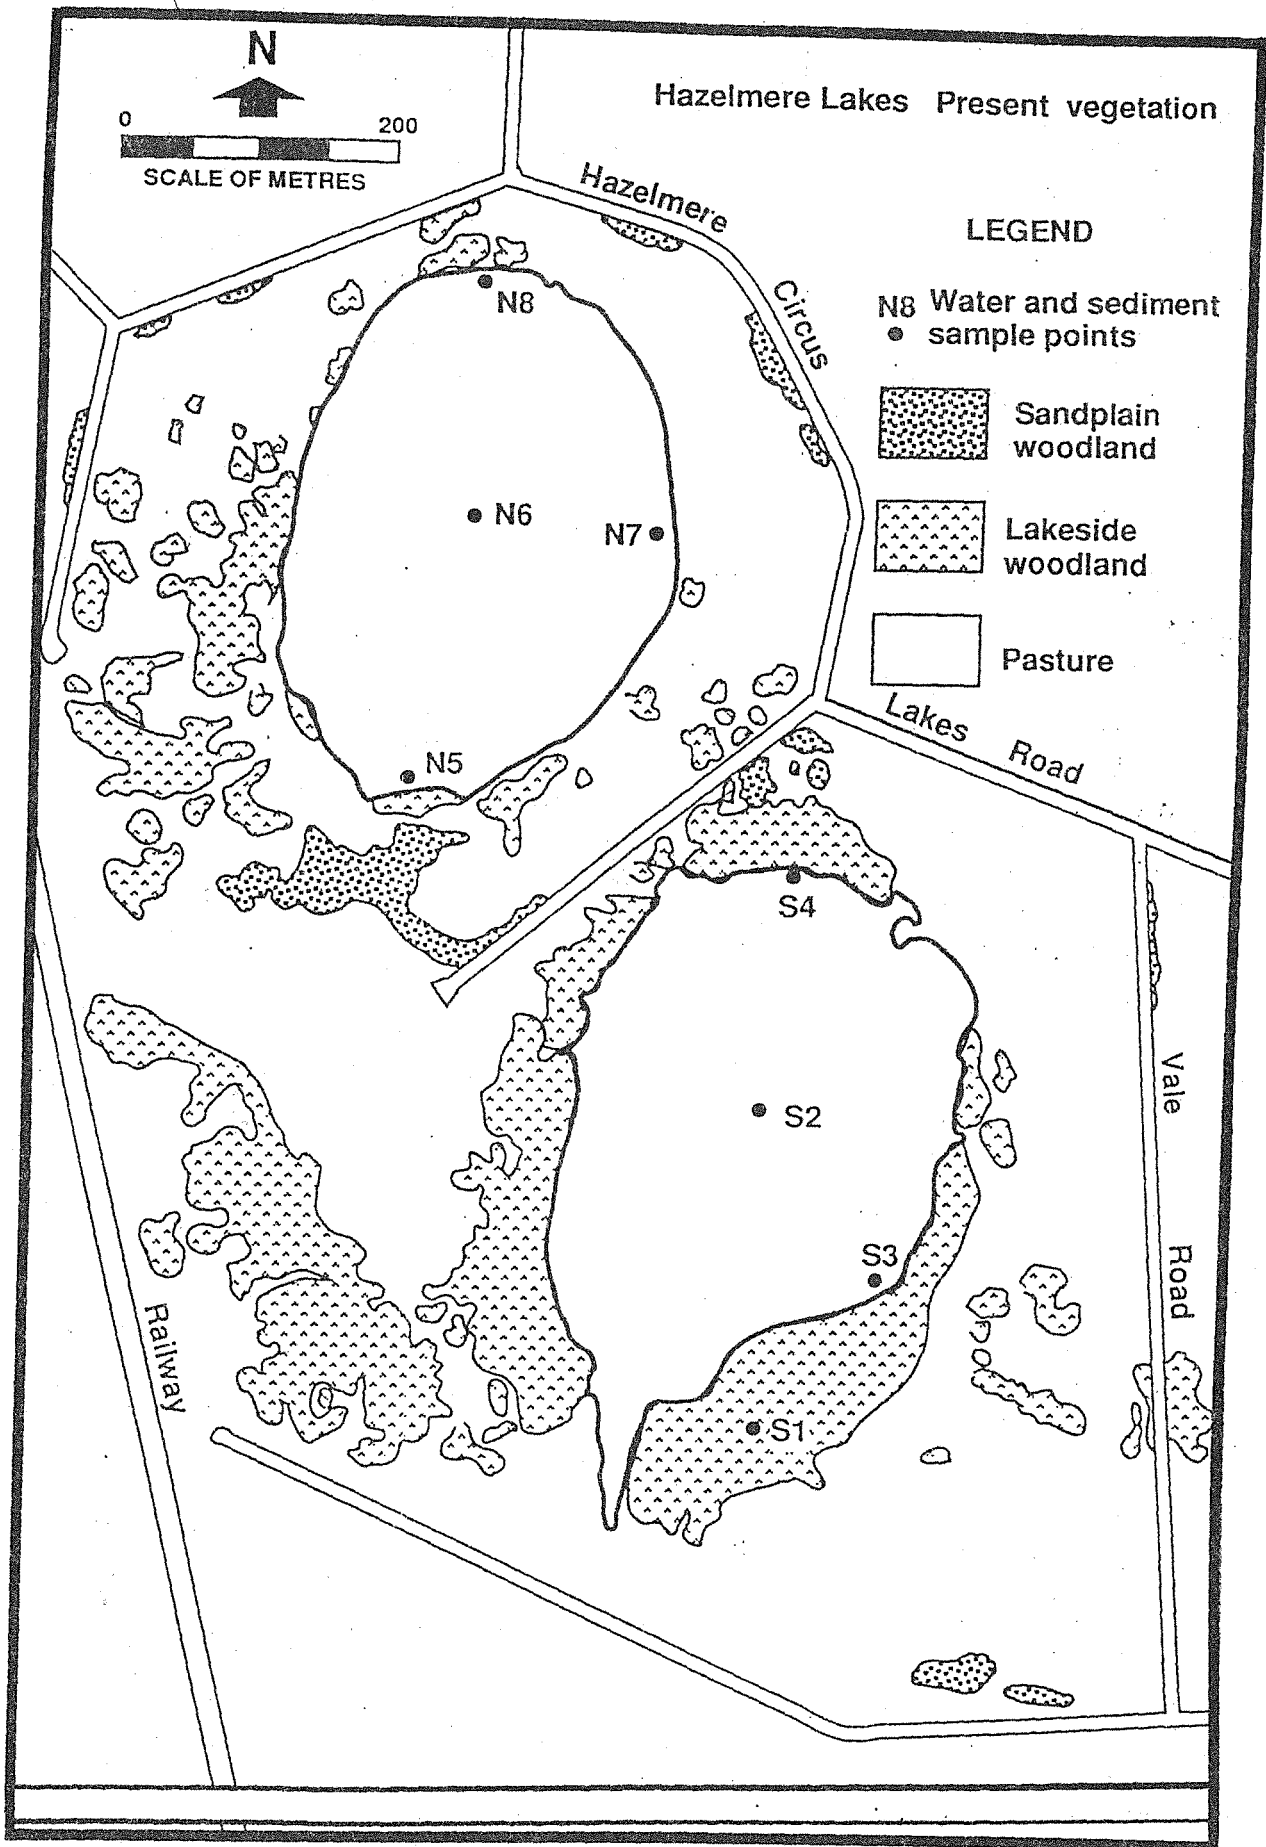 N
0 200
SCALE OF METRES
Hazelmere Lakes Present vegetation
Hazelmere
Circus
LEGEND
N8 Water and sediment
sample points
Sandplain
woodland
Lakeside
woodland
Pasture
N8
N6
N7
N5
Lakes Road
S4
S2
S3
S1
Vale
Road
Railway